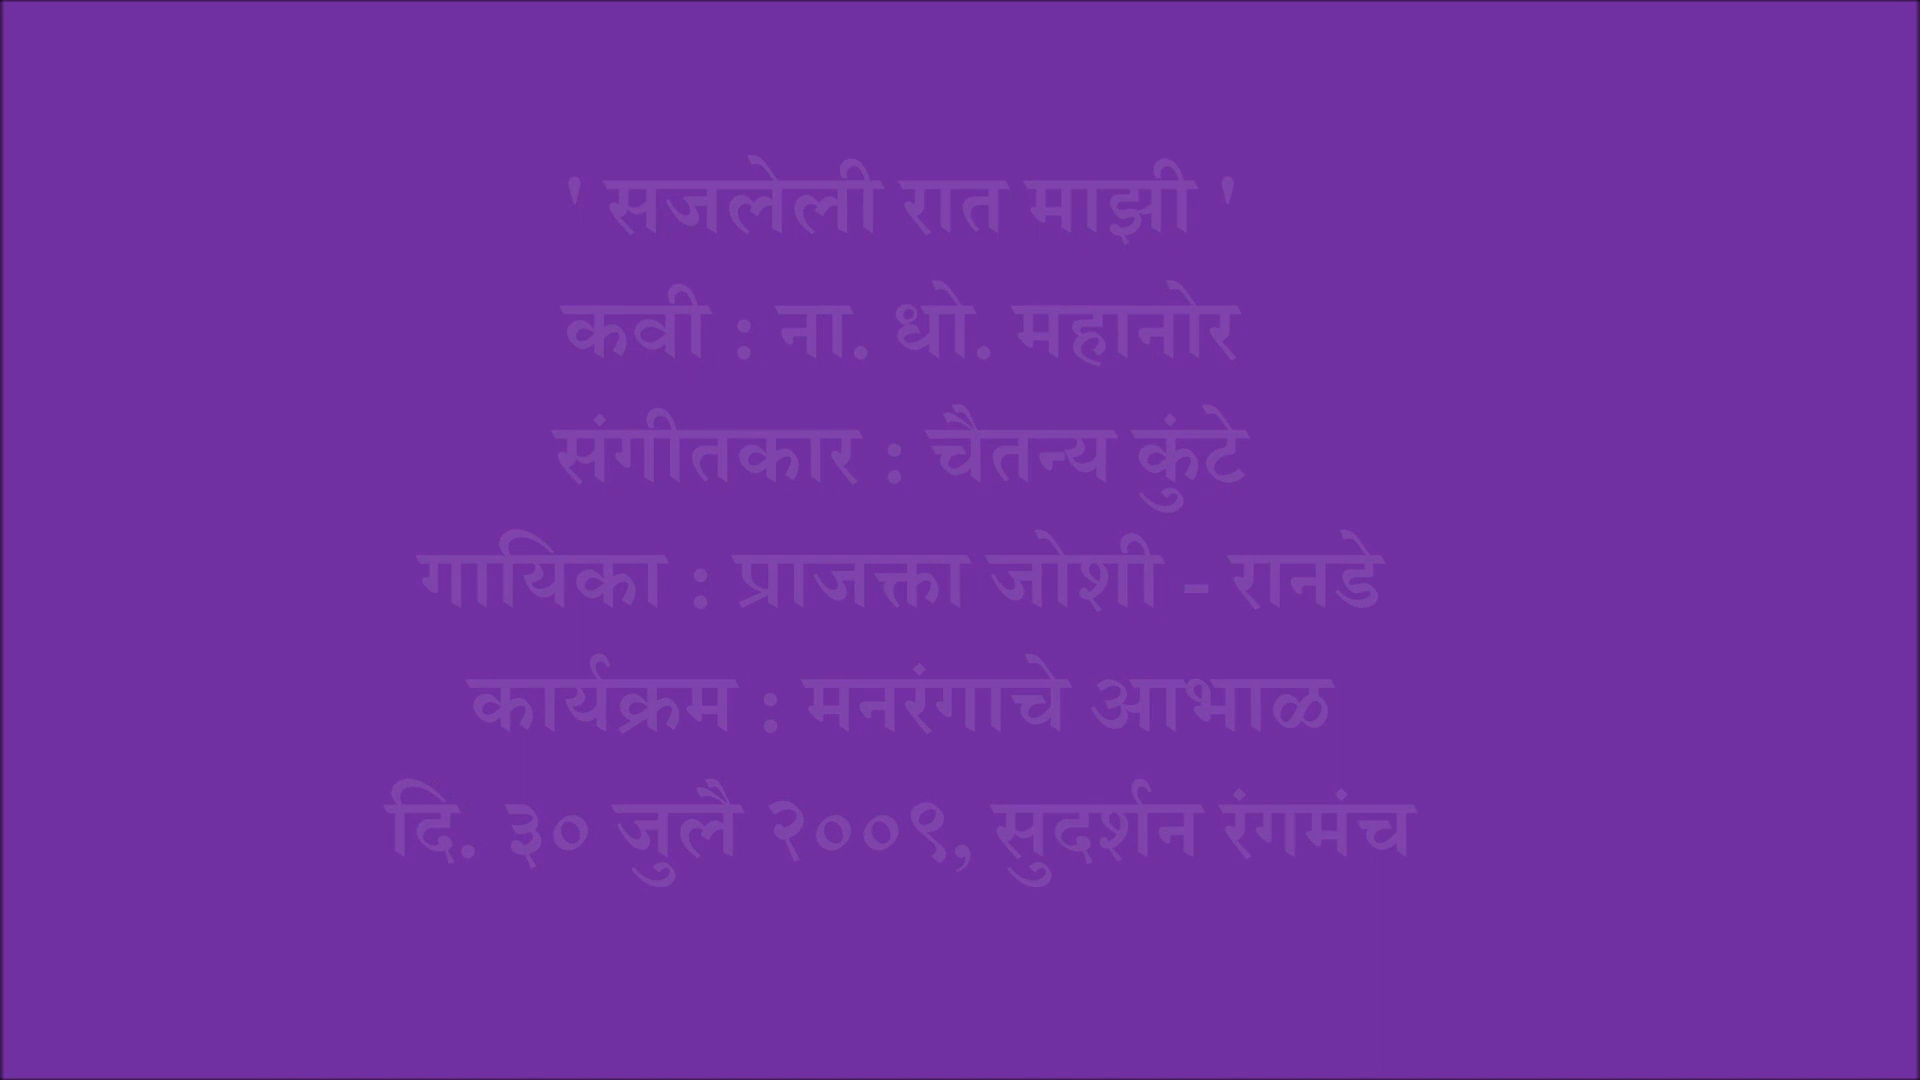 ' सजलेली रात माझी '
कवी : ना. धो. महानोर
संगीतकार : चैतन्य कुंटे
गायिका : प्राजक्ता जोशी - रानडे
कार्यक्रम : मनरंगाचे आभाळ
दि. ३० जुलै २००९, सुदर्शन रंगमंच